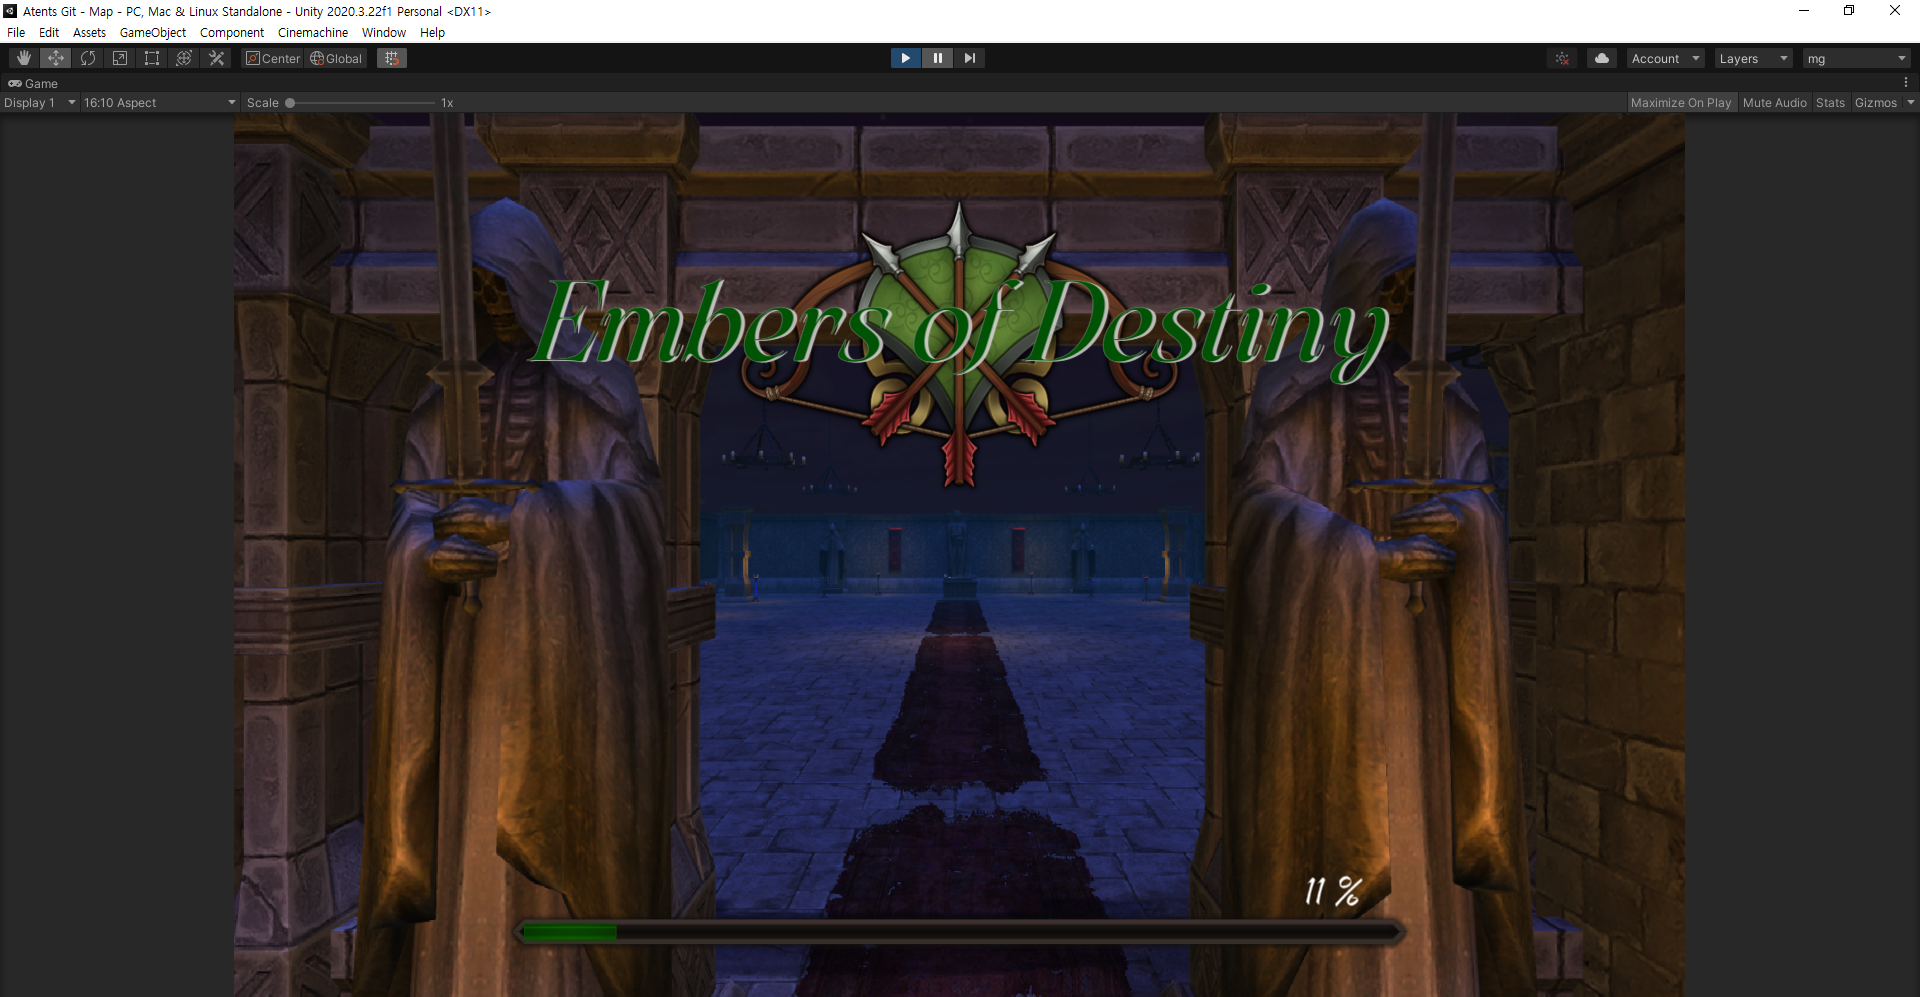 Atents Git - Map - PC, Mac & Linux Standalone - Unity 2020.3.22f1 Personal <DX11>
File Edit Assets GameObject Component Cinemachine Window Help
Center Global Account Layers mg
Game
Display 1 16:10 Aspect Scale 1x Maximize On Play Mute Audio Stats Gizmos
Embers of Destiny
11 %